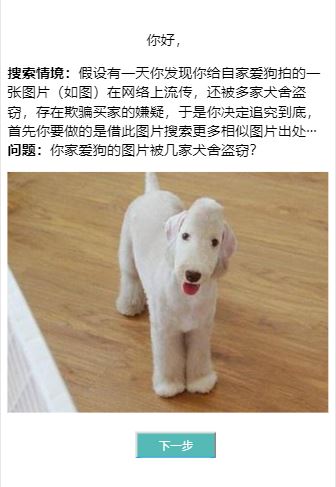 你好，
搜索情境：假设有一天你发现你给自家爱狗拍的一
张图片（如图）在网络上流传，还被多家犬舍盗
窃，存在欺骗买家的嫌疑，于是你决定追究到底，
首先你要做的是借此图片搜索更多相似图片出处···
问题：你家爱狗的图片被几家犬舍盗窃？
下一步